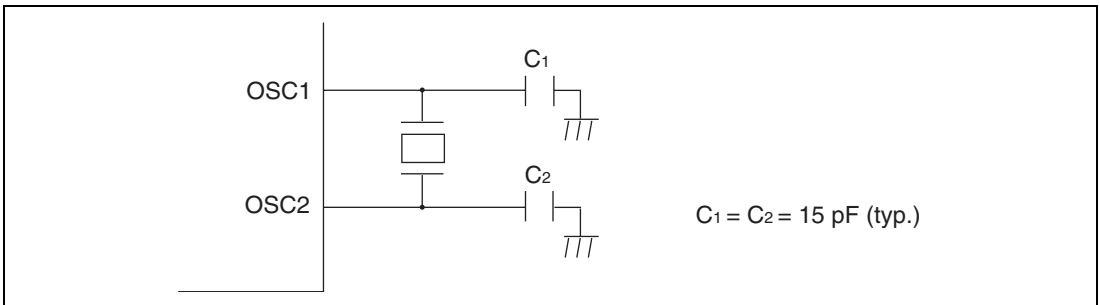 C1
OSC1
C2
OSC2
C1 = C2 = 15 pF (typ.)